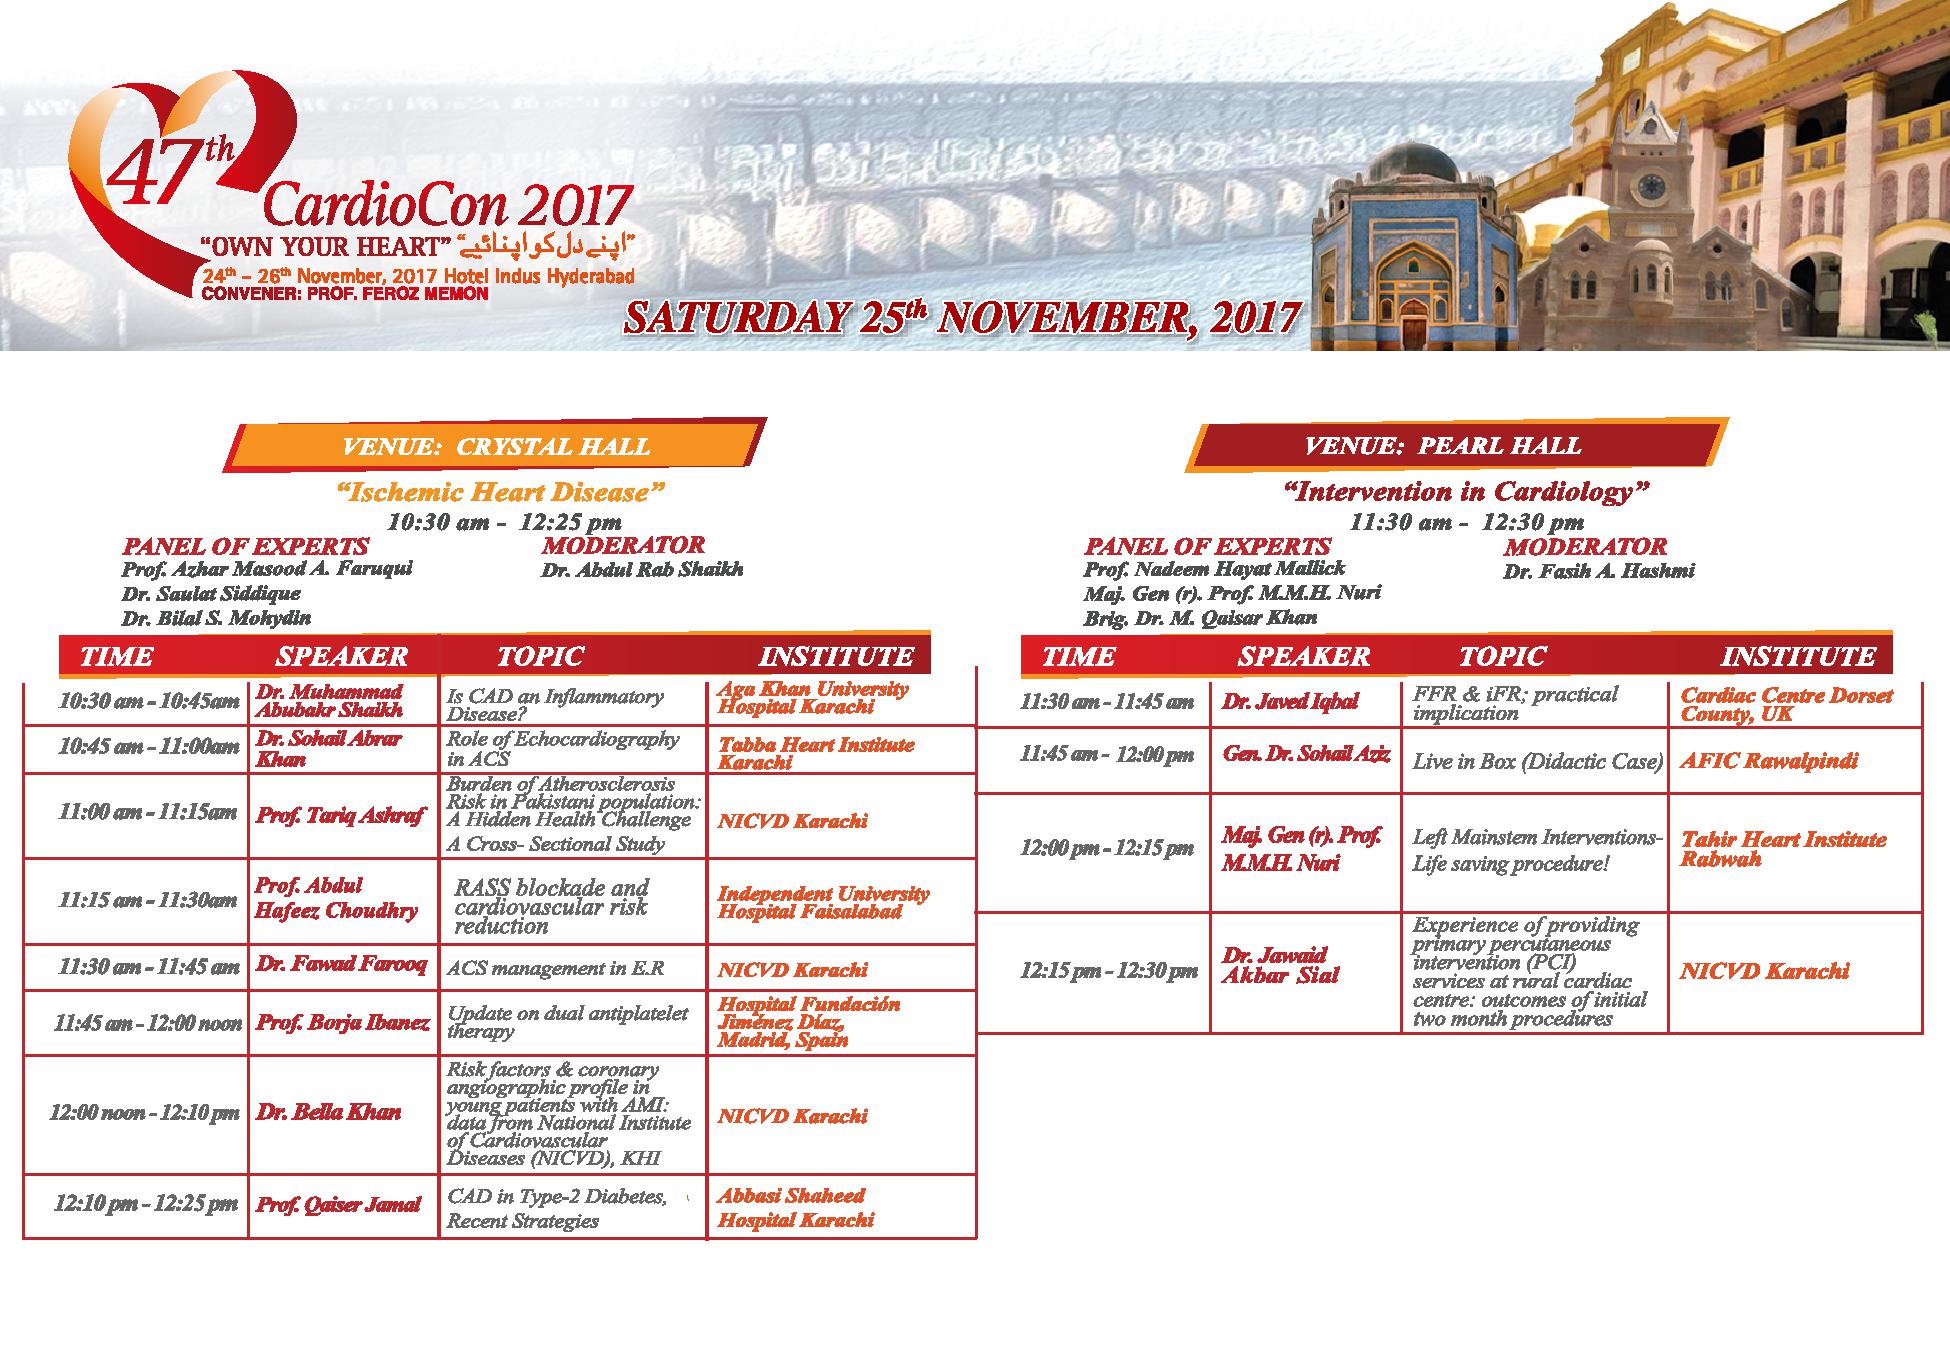 47th
CardioCon 2017
“OWN YOUR HEART” “اپنے دل کو اپنائیے”
24th – 26th November, 2017 Hotel Indus Hyderabad
CONVENER: PROF. FEROZ MEMON
SATURDAY 25th NOVEMBER, 2017
VENUE: CRYSTAL HALL
“Ischemic Heart Disease”
10:30 am - 12:25 pm
PANEL OF EXPERTS
Prof. Azhar Masood A. Faruqui
Dr. Saulat Siddique
Dr. Bilal S. Mohydin
MODERATOR
Dr. Abdul Rab Shaikh
TIME SPEAKER TOPIC INSTITUTE
10:30 am - 10:45am
Dr. Muhammad
Abubakr Shaikh
Is CAD an Inflammatory
Disease?
Aga Khan University
Hospital Karachi
10:45 am - 11:00am
Dr. Sohail Abrar
Khan
Role of Echocardiography
in ACS
Tabba Heart Institute
Karachi
11:00 am - 11:15am
Prof. Tariq Ashraf
Burden of Atherosclerosis
Risk in Pakistani population:
A Hidden Health Challenge
A Cross- Sectional Study
NICVD Karachi
11:15 am - 11:30am
Prof. Abdul
Hafeez Choudhry
RASS blockade and
cardiovascular risk
reduction
Independent University
Hospital Faisalabad
11:30 am - 11:45 am
Dr. Fawad Farooq
ACS management in E.R
NICVD Karachi
11:45 am - 12:00 noon
Prof. Borja Ibanez
Update on dual antiplatelet
therapy
Hospital Fundación
Jiménez Díaz,
Madrid, Spain
12:00 noon - 12:10 pm
Dr. Bella Khan
Risk factors & coronary
angiographic profile in
young patients with AMI:
data from National Institute
of Cardiovascular
Diseases (NICVD), KHI
NICVD Karachi
12:10 pm - 12:25 pm
Prof. Qaiser Jamal
CAD in Type-2 Diabetes,
Recent Strategies
Abbasi Shaheed
Hospital Karachi
VENUE: PEARL HALL
“Intervention in Cardiology”
11:30 am - 12:30 pm
PANEL OF EXPERTS
Prof. Nadeem Hayat Mallick
Maj. Gen (r). Prof. M.M.H. Nuri
Brig. Dr. M. Qaisar Khan
MODERATOR
Dr. Fasih A. Hashmi
TIME SPEAKER TOPIC INSTITUTE
11:30 am - 11:45 am
Dr. Javed Iqbal
FFR & iFR; practical
implication
Cardiac Centre Dorset
County, UK
11:45 am - 12:00 pm
Gen. Dr. Sohail Aziz
Live in Box (Didactic Case)
AFIC Rawalpindi
12:00 pm - 12:15 pm
Maj. Gen (r). Prof.
M.M.H. Nuri
Left Mainstem Interventions-
Life saving procedure!
Tahir Heart Institute
Rabwah
12:15 pm - 12:30 pm
Dr. Jawaid
Akbar Sial
Experience of providing
primary percutaneous
intervention (PCI)
services at rural cardiac
centre: outcomes of initial
two month procedures
NICVD Karachi